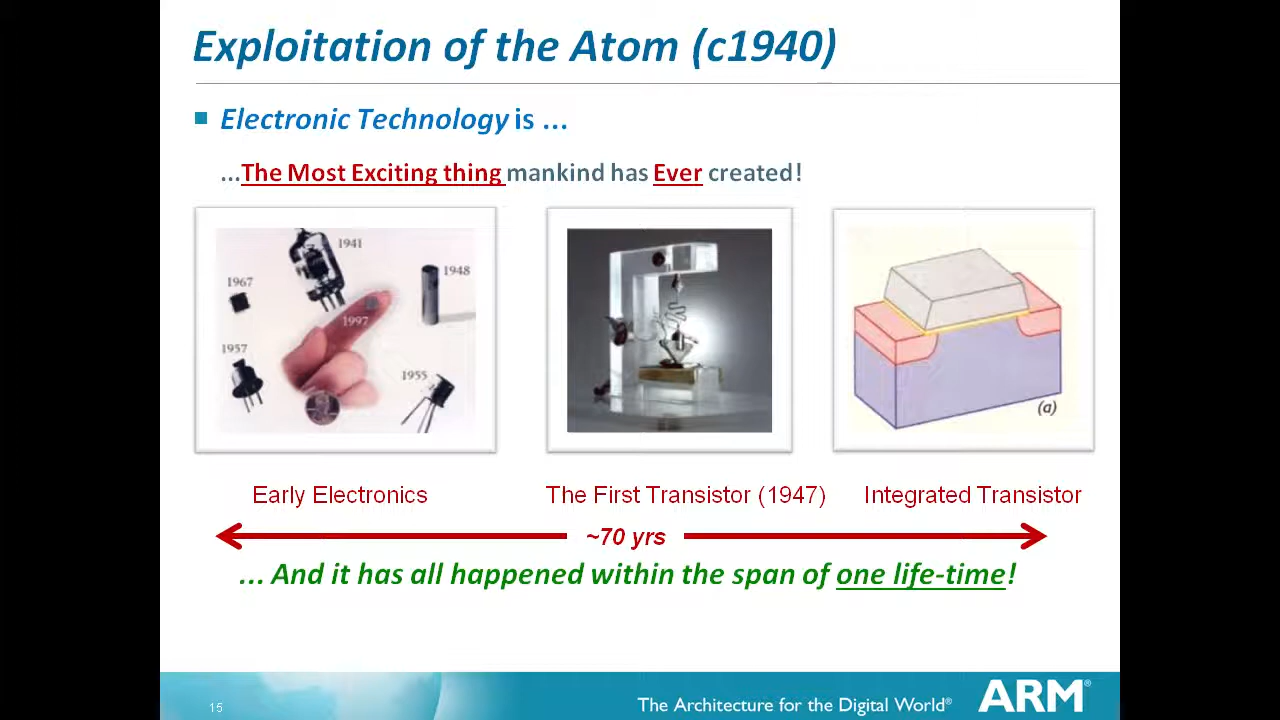 Exploitation of the Atom (c1940)
Electronic Technology is ...
...The Most Exciting thing mankind has Ever created!
1941
1967
1948
1997
1957
1955
(a)
Early Electronics
The First Transistor (1947)
Integrated Transistor
~70 yrs
... And it has all happened within the span of one life-time!
15
The Architecture for the Digital World®
ARM®